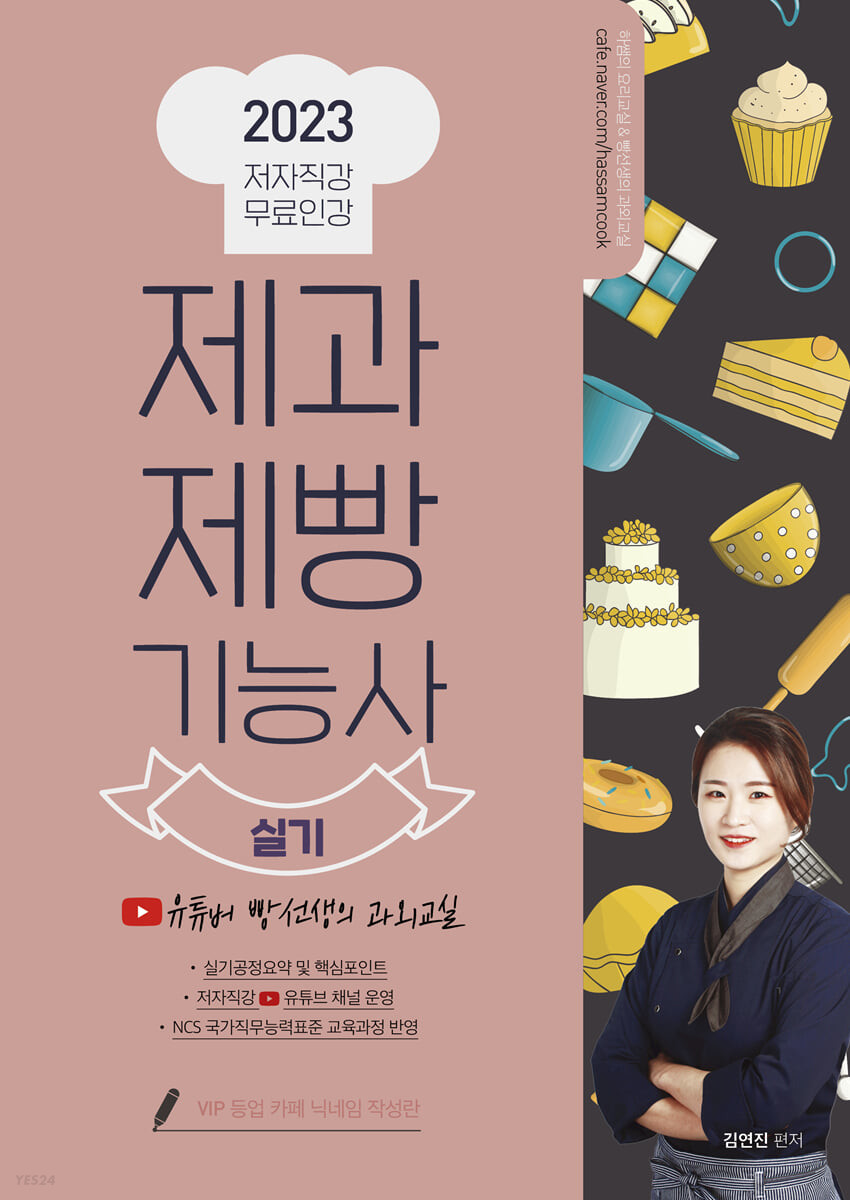 2023
저자직강
무료인강
하쌤의 요리교실 & 빵선생의 과외교실
cafe.naver.com/hassamcook
제과
제빵
기능사
실기
유튜버 빵선생의 과외교실
• 실기공정요약 및 핵심포인트
• 저자직강 유튜브 채널 운영
• NCS 국가직무능력표준 교육과정 반영
VIP 등업 카페 닉네임 작성란
김연진 편저
YES24